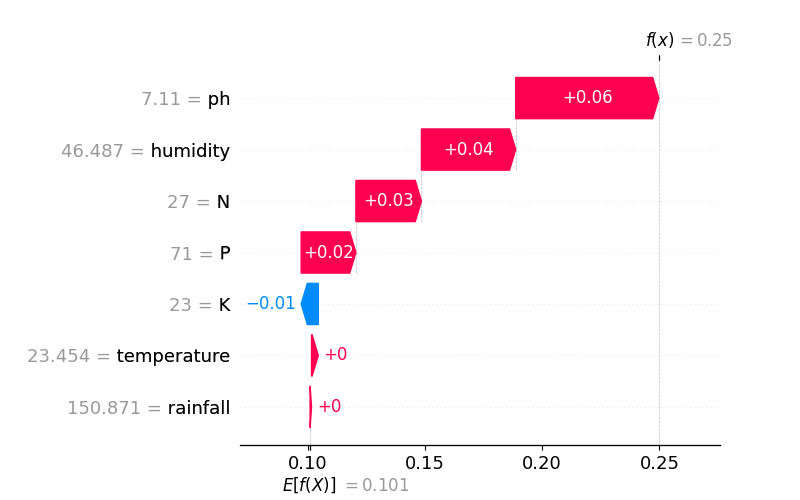 f(x) = 0.25
7.11 = ph
+0.06
46.487 = humidity
+0.04
27 = N
+0.03
71 = P
+0.02
23 = K
−0.01
23.454 = temperature
+0
150.871 = rainfall
+0
0.10 0.15 0.20 0.25
E[f(X)] = 0.101